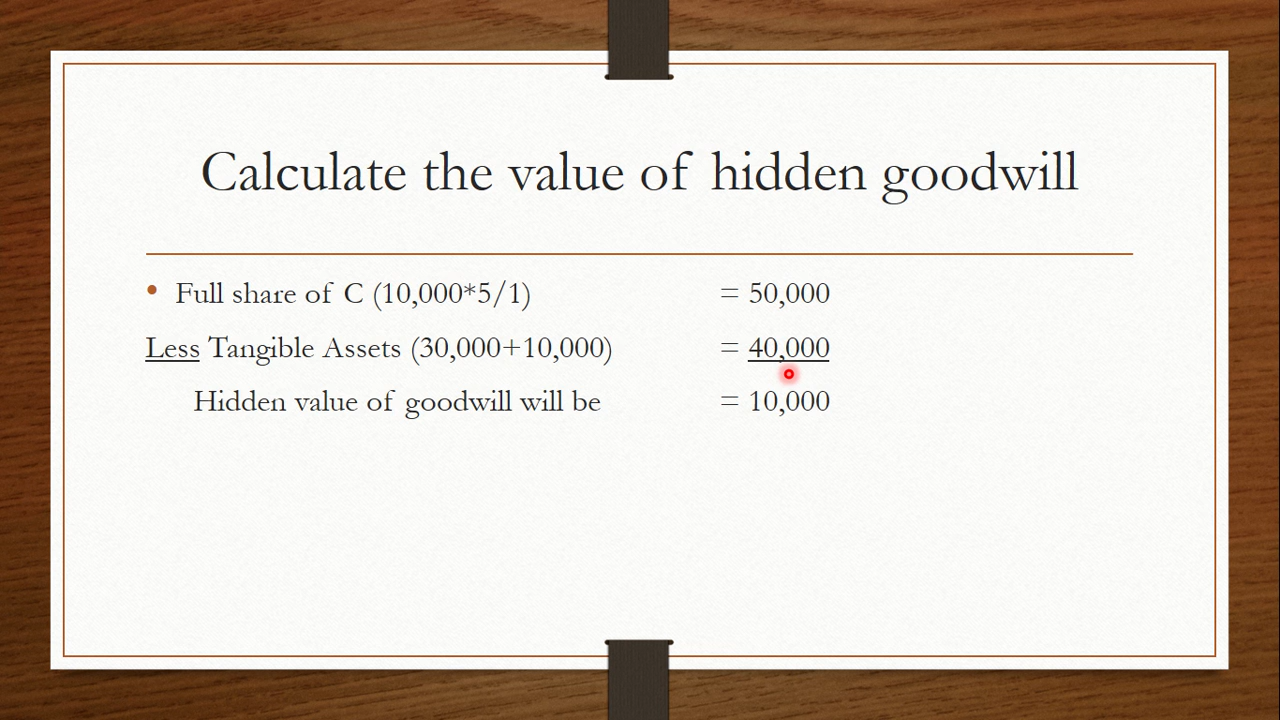 Calculate the value of hidden goodwill
• Full share of C (10,000*5/1) = 50,000
Less Tangible Assets (30,000+10,000) = 40,000
Hidden value of goodwill will be = 10,000